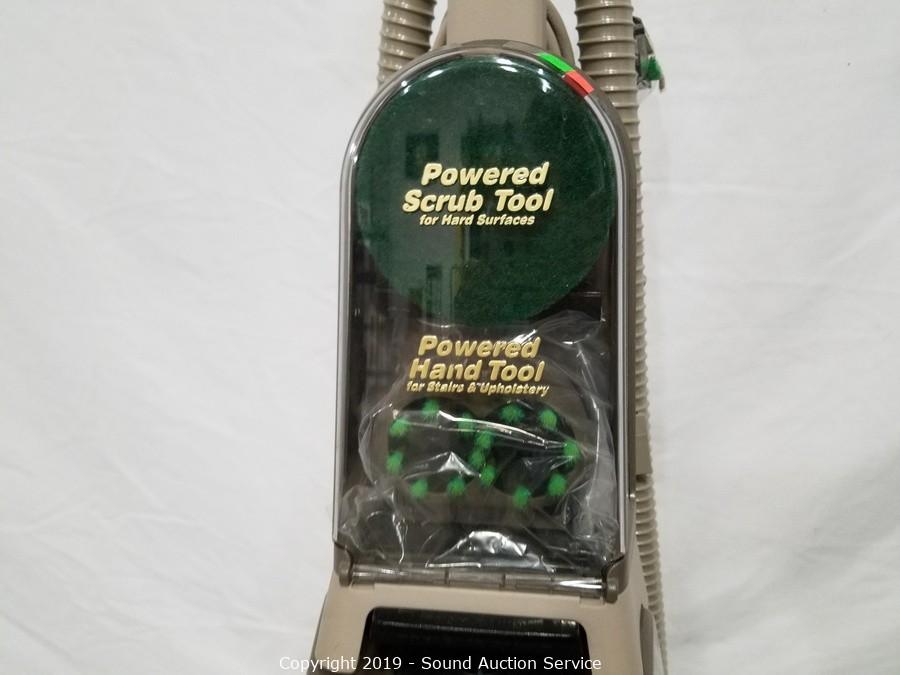 Powered
Scrub Tool
for Hard Surfaces
Powered
Hand Tool
for Stairs & Upholstery
Copyright 2019 - Sound Auction Service